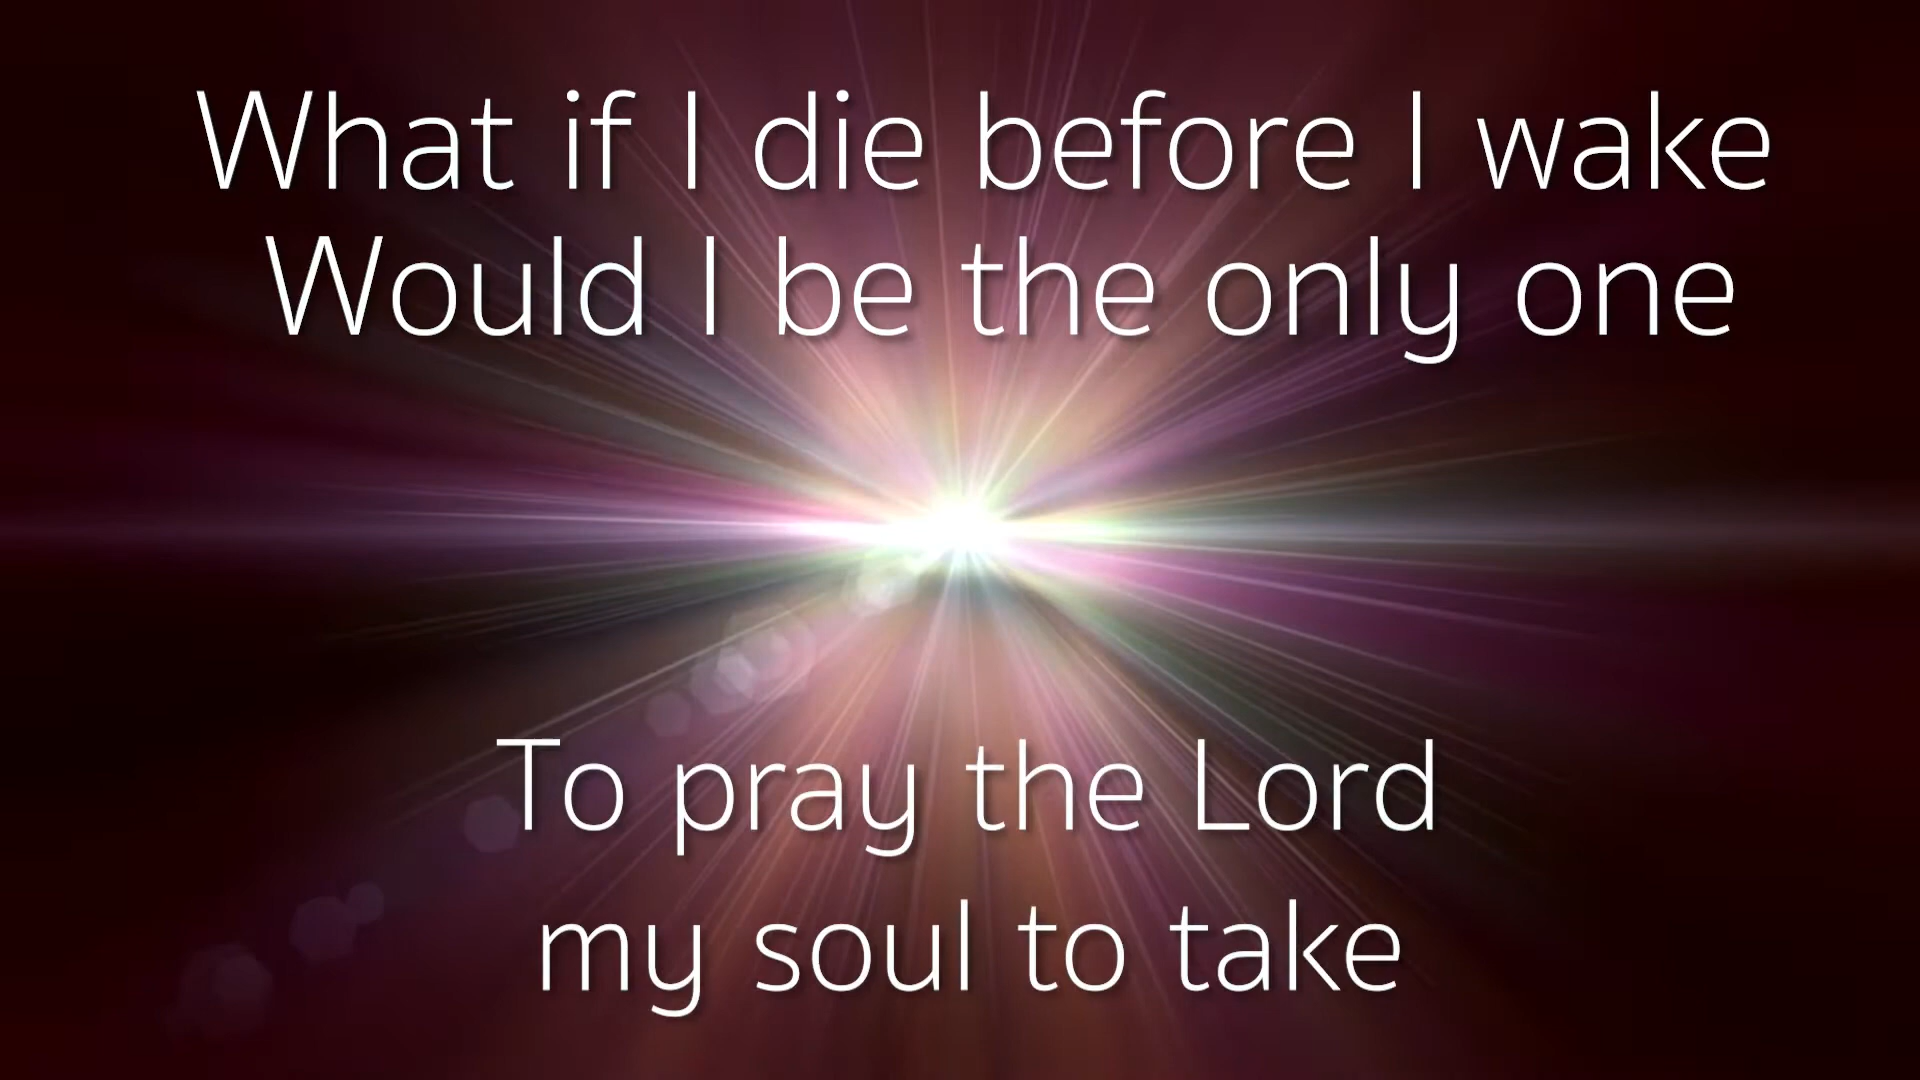 What if I die before I wake
Would I be the only one
To pray the Lord
my soul to take